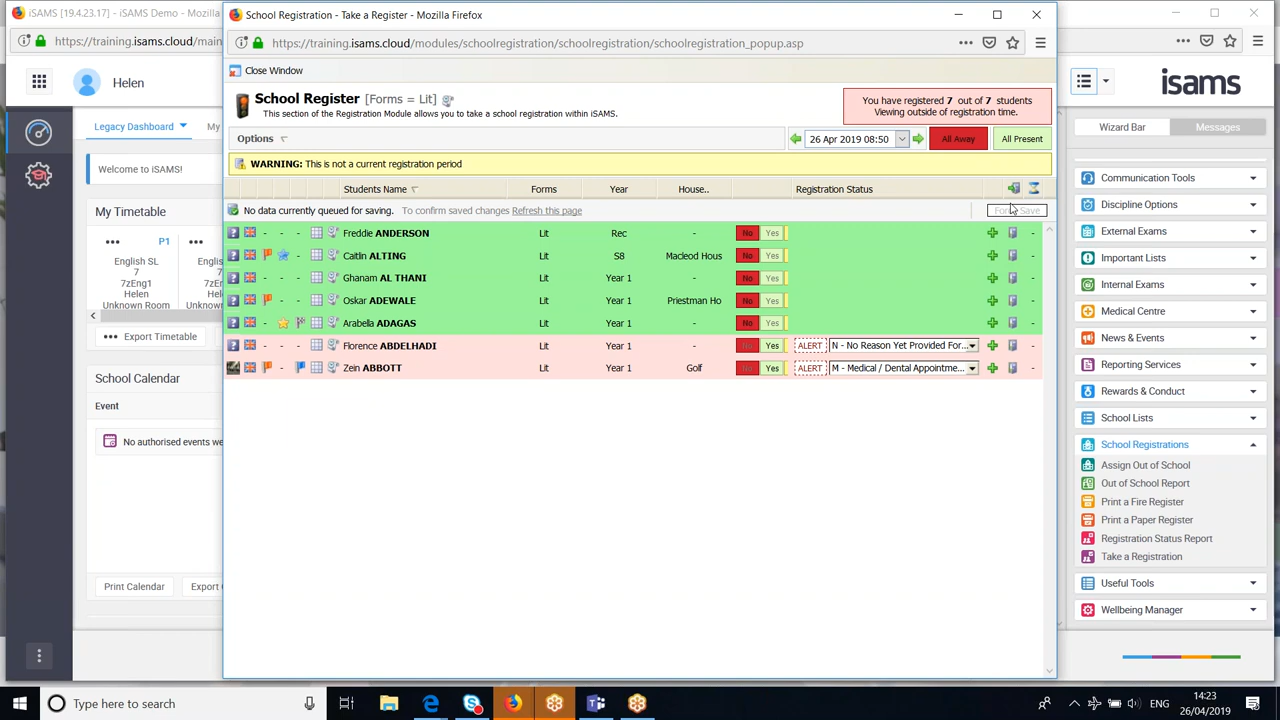 iSAMS [19.4.23.17] - iSAMS Demo - Mozilla
School Registration - Take a Register - Mozilla Firefox
https://training.isams.cloud/main
https://training.isams.cloud/modules/schoolregistration/schoolregistration_popup.asp
Helen
Close Window
isams
School Register [Forms = Lit]
This section of the Registration Module allows you to take a school registration within iSAMS.
You have registered 7 out of 7 students
Viewing outside of registration time.
Legacy Dashboard
My
Wizard Bar
Messages
Options
26 Apr 2019 08:50
All Away
All Present
WARNING: This is not a current registration period
Welcome to iSAMS!
Students Name
Forms
Year
House..
Registration Status
No data currently queued for saving. To confirm saved changes Refresh this page
Freddie ANDERSON Lit Rec - No Yes -
Caitlin ALTING Lit S8 Macleod Hous No Yes -
Ghanam AL THANI Lit Year 1 - No Yes -
Oskar ADEWALE Lit Year 1 Priestman Ho No Yes -
Arabella ADAGAS Lit Year 1 - No Yes -
Florence ABDELHADI Lit Year 1 - No Yes ALERT N - No Reason Yet Provided For... -
Zein ABBOTT Lit Year 1 Golf No Yes ALERT M - Medical / Dental Appointme... -
My Timetable
P1
English SL
7
7zEng1
Helen
Unknown Room
English
7
7zEn
Hele
Unknown
Export Timetable
School Calendar
Event
No authorised events we
Print Calendar
Export
Communication Tools
Discipline Options
External Exams
Important Lists
Internal Exams
Medical Centre
News & Events
Reporting Services
Rewards & Conduct
School Lists
School Registrations
Assign Out of School
Out of School Report
Print a Fire Register
Print a Paper Register
Registration Status Report
Take a Registration
Useful Tools
Wellbeing Manager
Type here to search
ENG
14:23
26/04/2019